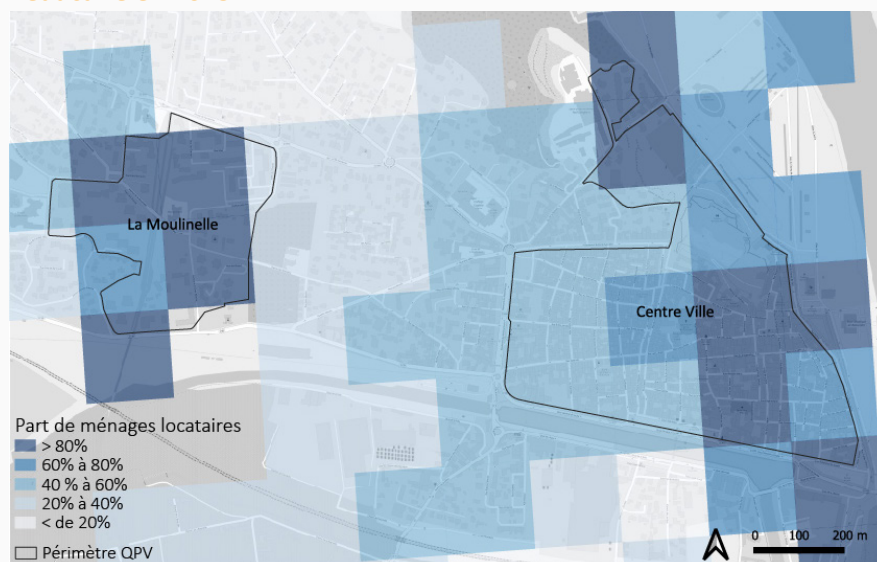 La Moulinelle
Centre Ville
Part de ménages locataires
> 80%
60% à 80%
40 % à 60%
20% à 40%
< de 20%
Périmètre QPV
0 100 200 m